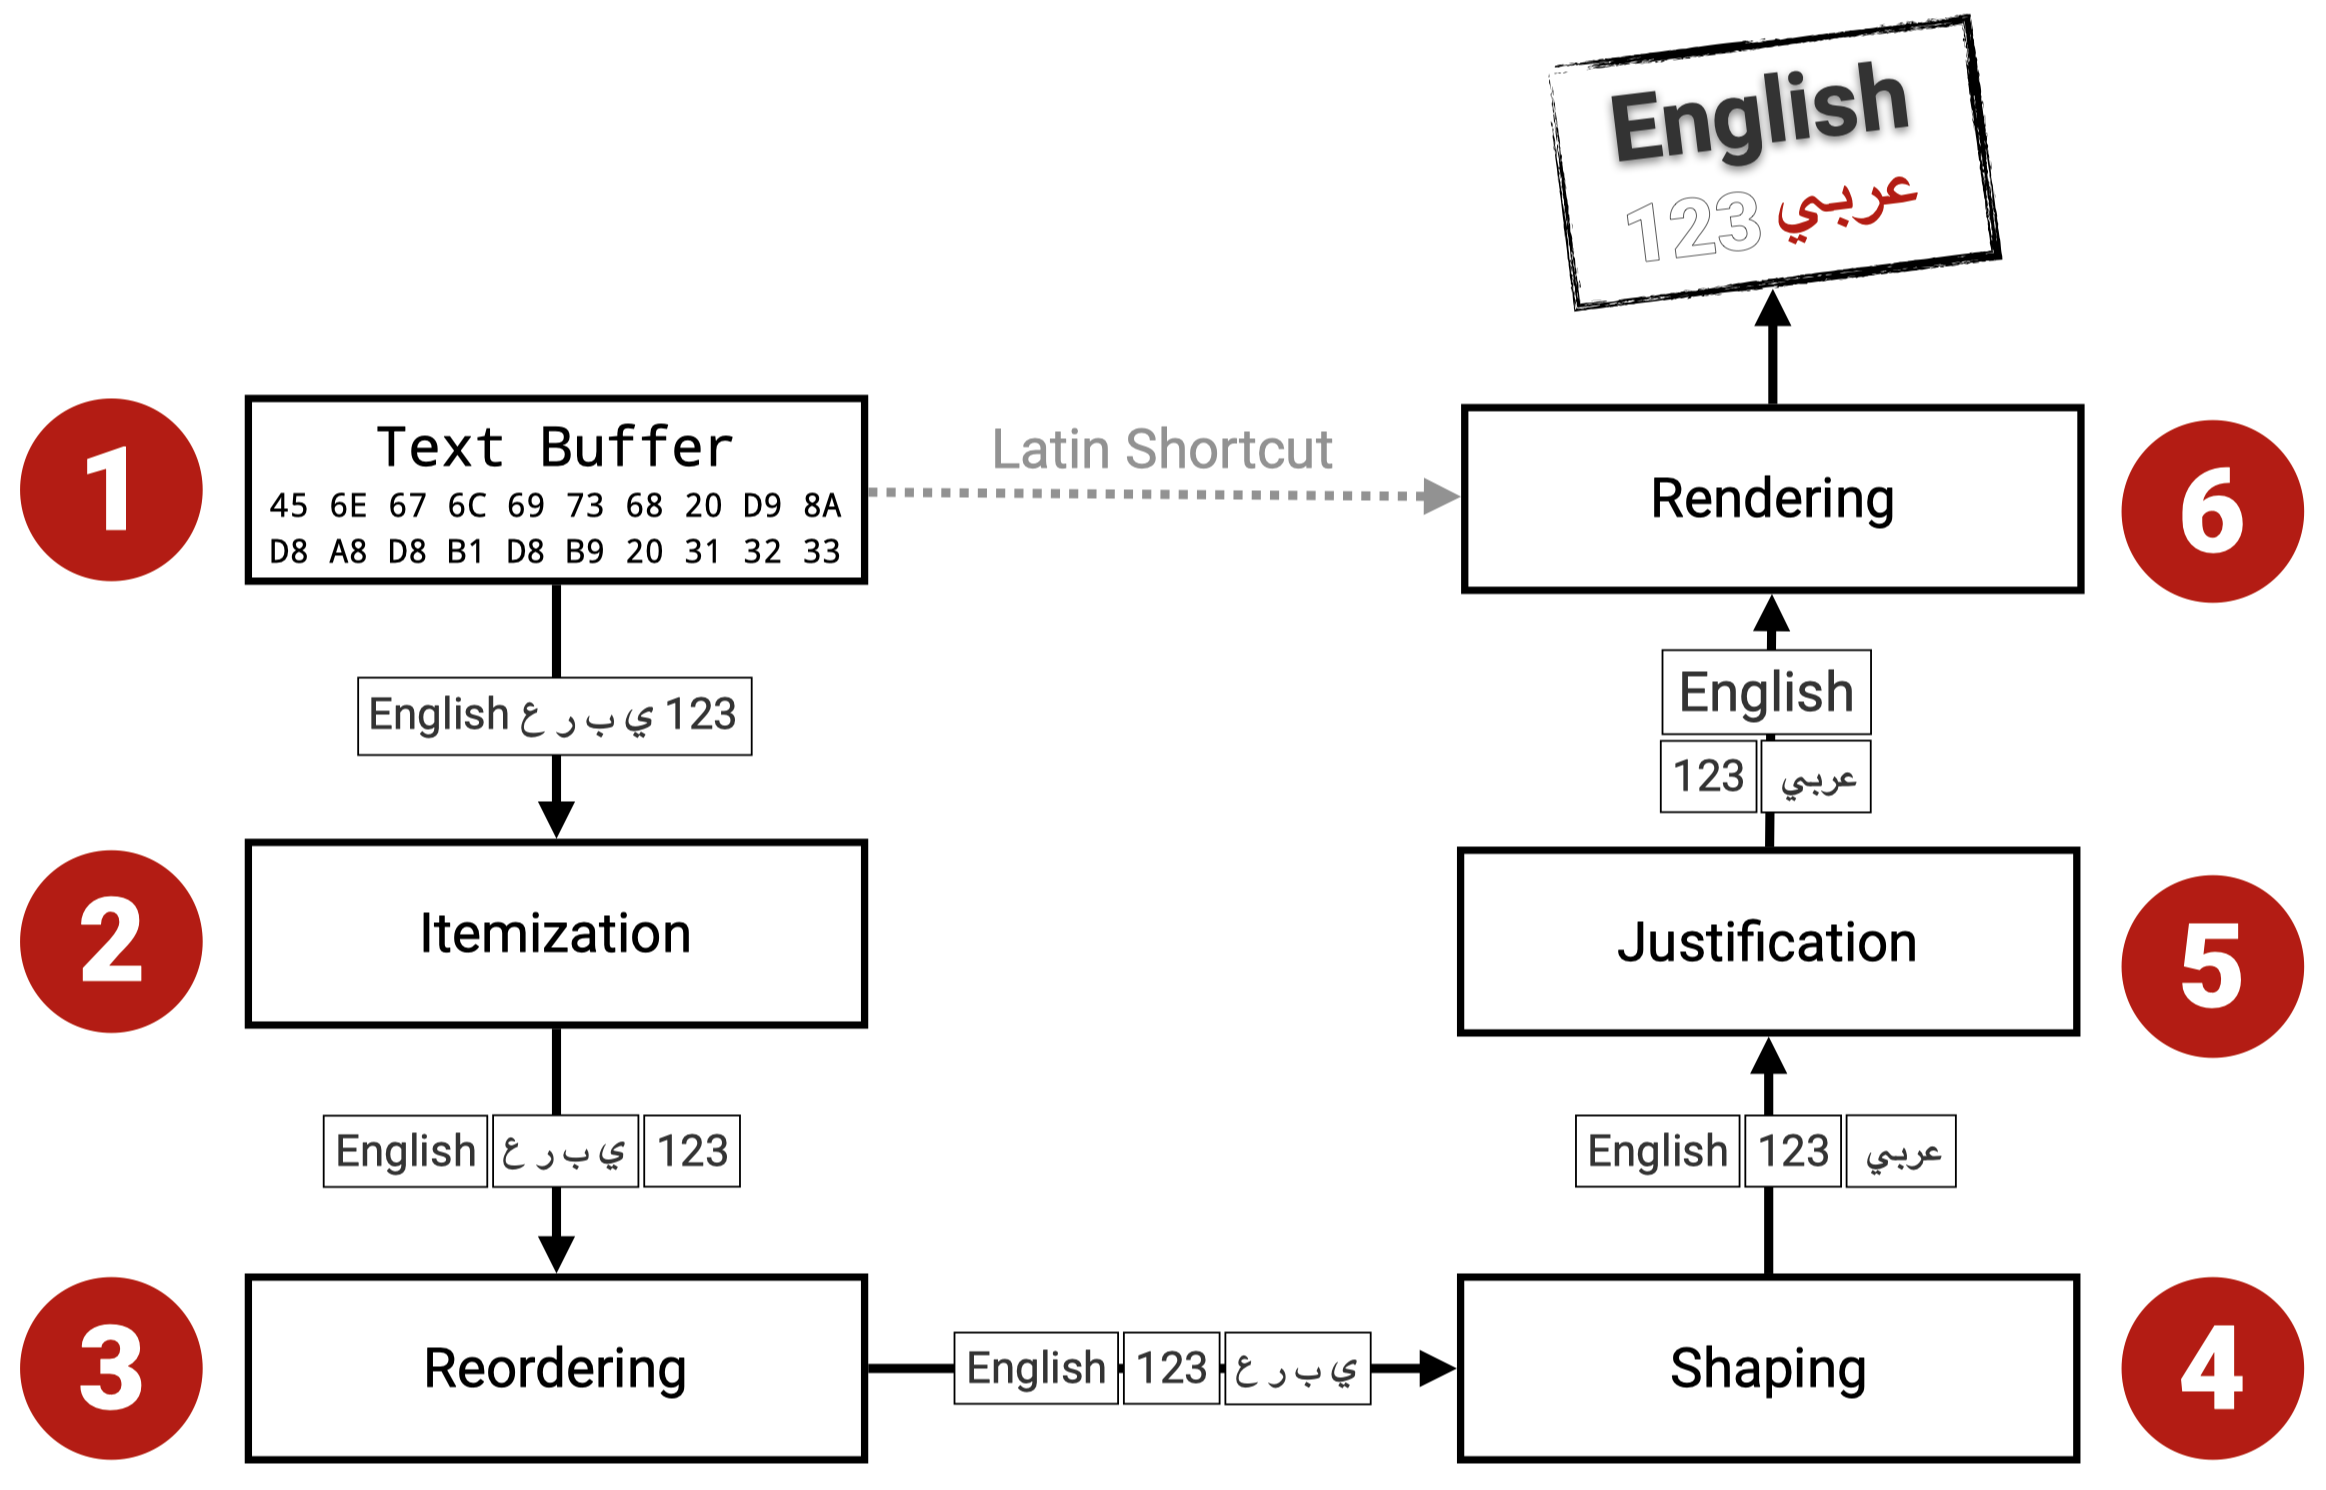 1
Text Buffer
45 6E 67 6C 69 73 68 20 D9 8A
D8 A8 D8 B1 D8 B9 20 31 32 33
Latin Shortcut
English ي ب ر ع 123
2
Itemization
English ي ب ر ع 123
3
Reordering
English 123 ي ب ر ع
4
Shaping
English 123 عربي
5
Justification
English
123 عربي
6
Rendering
English
123 عربي